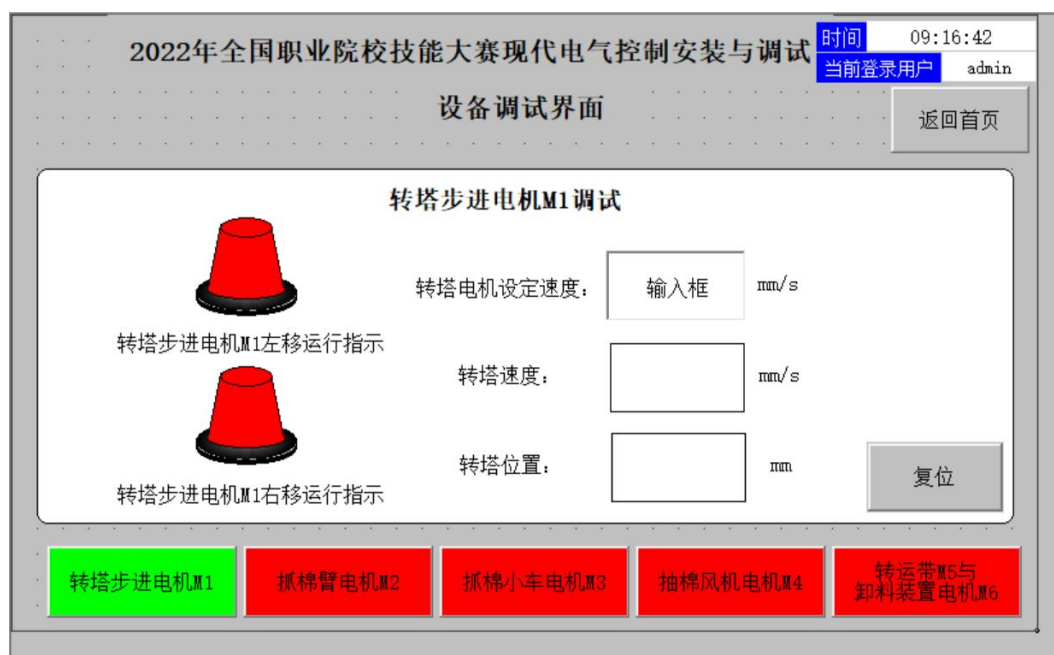 2022年全国职业院校技能大赛现代电气控制安装与调试
时间 09:16:42
当前登录用户 admin
设备调试界面
返回首页
转塔步进电机M1调试
转塔电机设定速度： 输入框 mm/s
转塔步进电机M1左移运行指示
转塔速度： mm/s
转塔位置： mm
复位
转塔步进电机M1右移运行指示
转塔步进电机M1
抓棉臂电机M2
抓棉小车电机M3
抽棉风机电机M4
转运带M5与
卸料装置电机M6